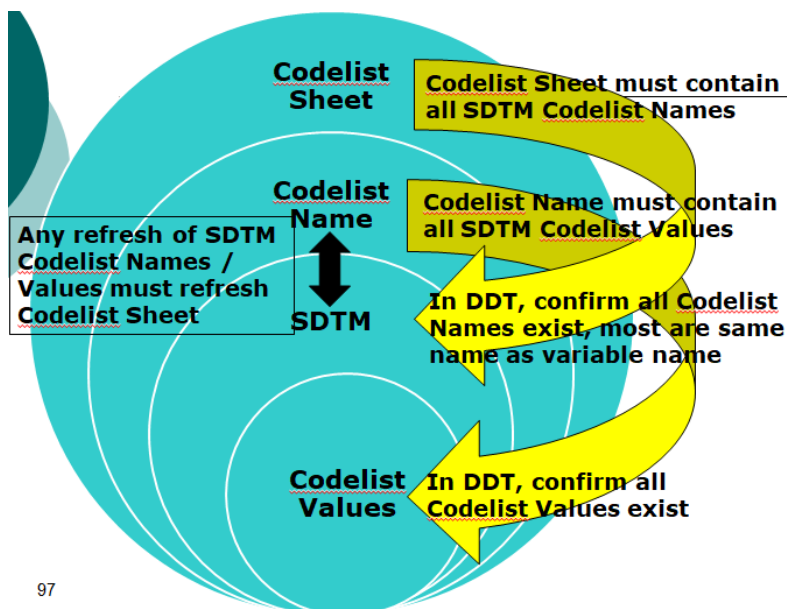 Codelist
Sheet
Codelist Sheet must contain
all SDTM Codelist Names
Codelist
Name
Codelist Name must contain
all SDTM Codelist Values
Any refresh of SDTM
Codelist Names /
Values must refresh
Codelist Sheet
SDTM
In DDT, confirm all Codelist
Names exist, most are same
name as variable name
Codelist
Values
In DDT, confirm all
Codelist Values exist
97